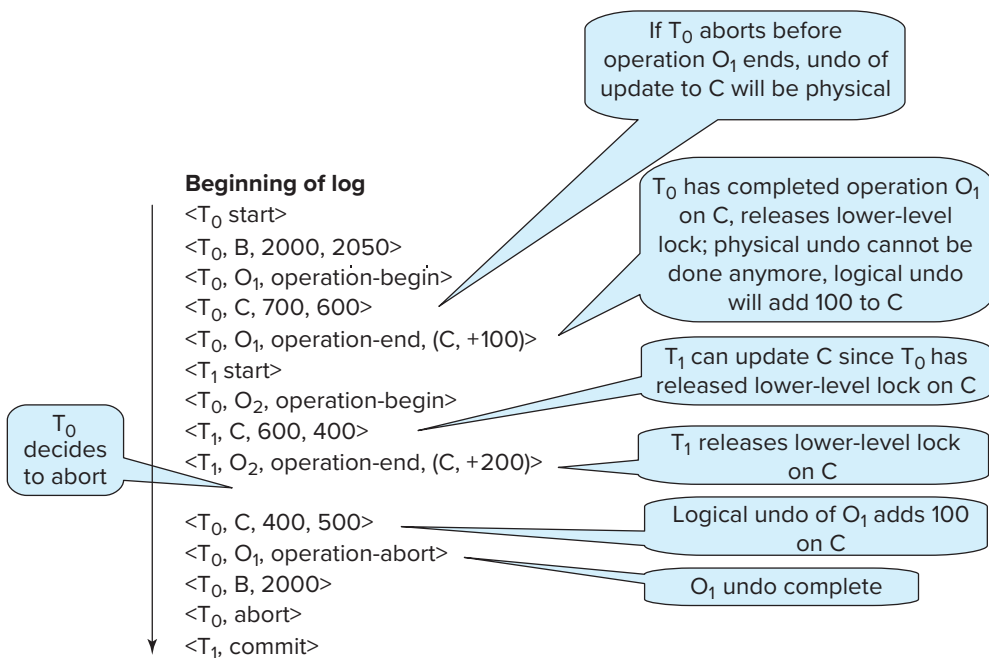 If T₀ aborts before
operation O₁ ends, undo of
update to C will be physical
Beginning of log
<T₀ start>
<T₀, B, 2000, 2050>
<T₀, O₁, operation-begin>
<T₀, C, 700, 600>
<T₀, O₁, operation-end, (C, +100)>
<T₁ start>
<T₀, O₂, operation-begin>
<T₁, C, 600, 400>
<T₁, O₂, operation-end, (C, +200)>
<T₀, C, 400, 500>
<T₀, O₁, operation-abort>
<T₀, B, 2000>
<T₀, abort>
<T₁, commit>
T₀ has completed operation O₁
on C, releases lower-level
lock; physical undo cannot be
done anymore, logical undo
will add 100 to C
T₁ can update C since T₀ has
released lower-level lock on C
T₀
decides
to abort
T₁ releases lower-level lock
on C
Logical undo of O₁ adds 100
on C
O₁ undo complete